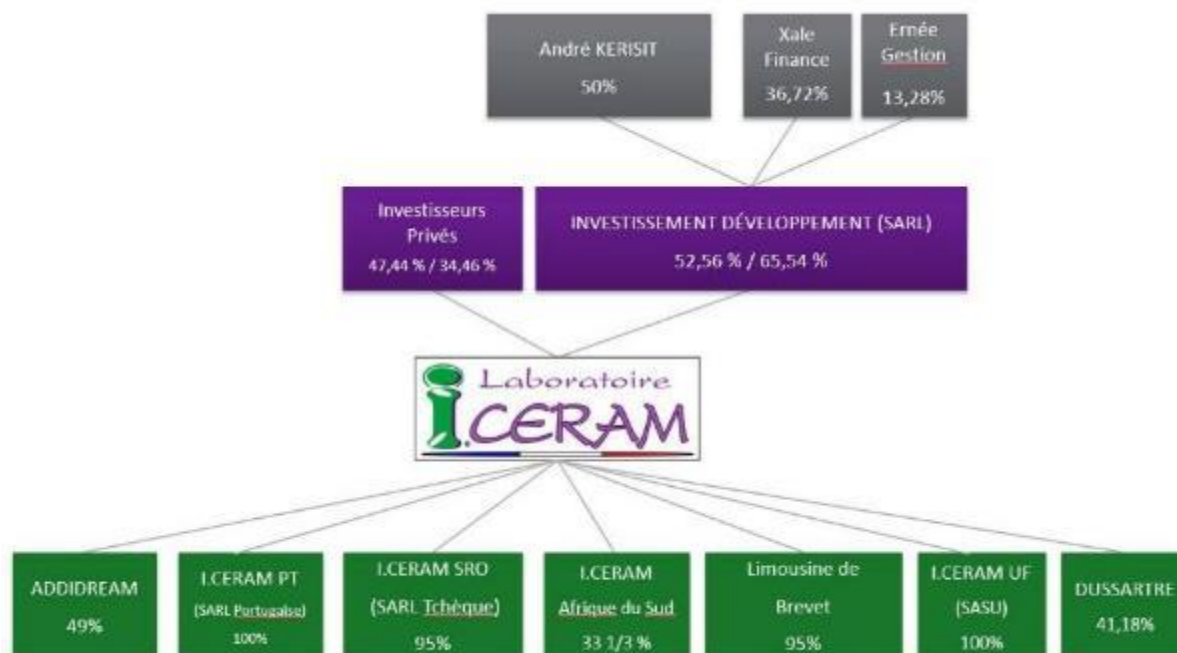 André KERISIT
50%
Xale
Finance
36,72%
Ernée
Gestion
13,28%
Investisseurs
Privés
47,44 % / 34,46 %
INVESTISSEMENT DÉVELOPPEMENT (SARL)
52,56 % / 65,54 %
Laboratoire
i.CERAM
ADDIDREAM
49%
I.CERAM PT
(SARL Portugaise)
100%
I.CERAM SRO
(SARL Tchèque)
95%
I.CERAM
Afrique du Sud
33 1/3 %
Limousine de
Brevet
95%
I.CERAM UF
(SASU)
100%
DUSSARTRE
41,18%